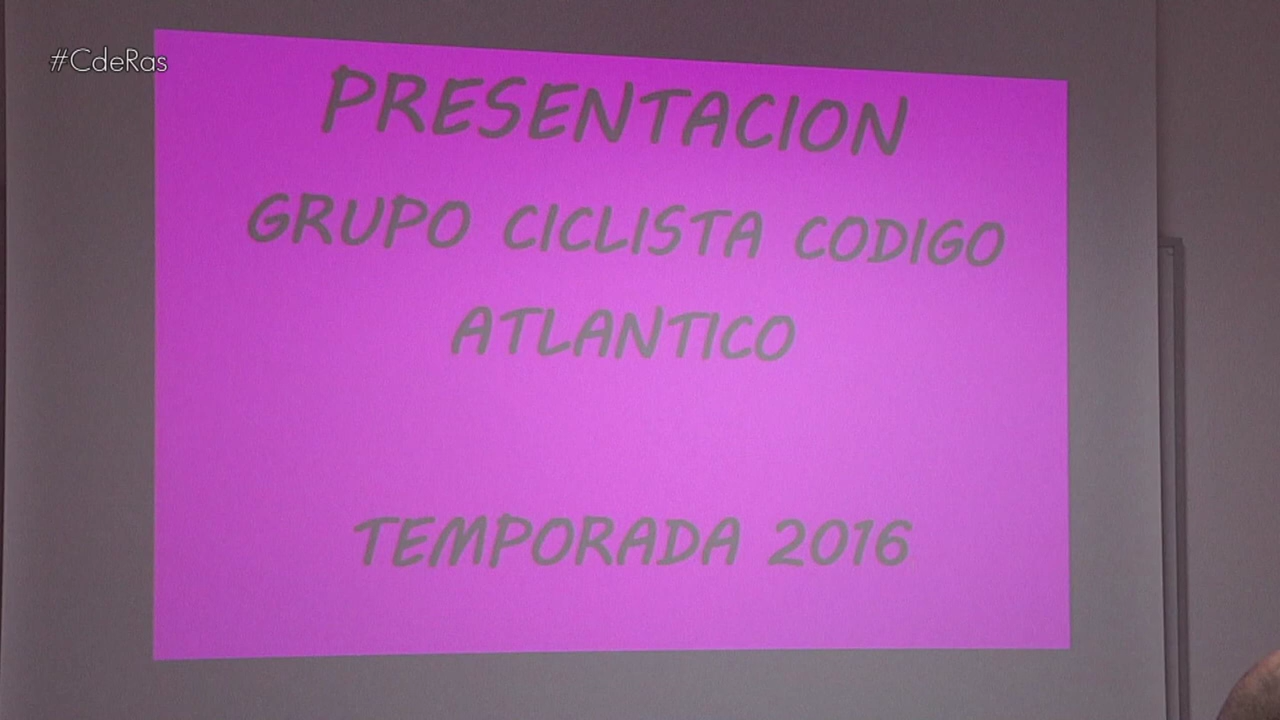 #CdeRas
PRESENTACION
GRUPO CICLISTA CODIGO
ATLANTICO
TEMPORADA 2016